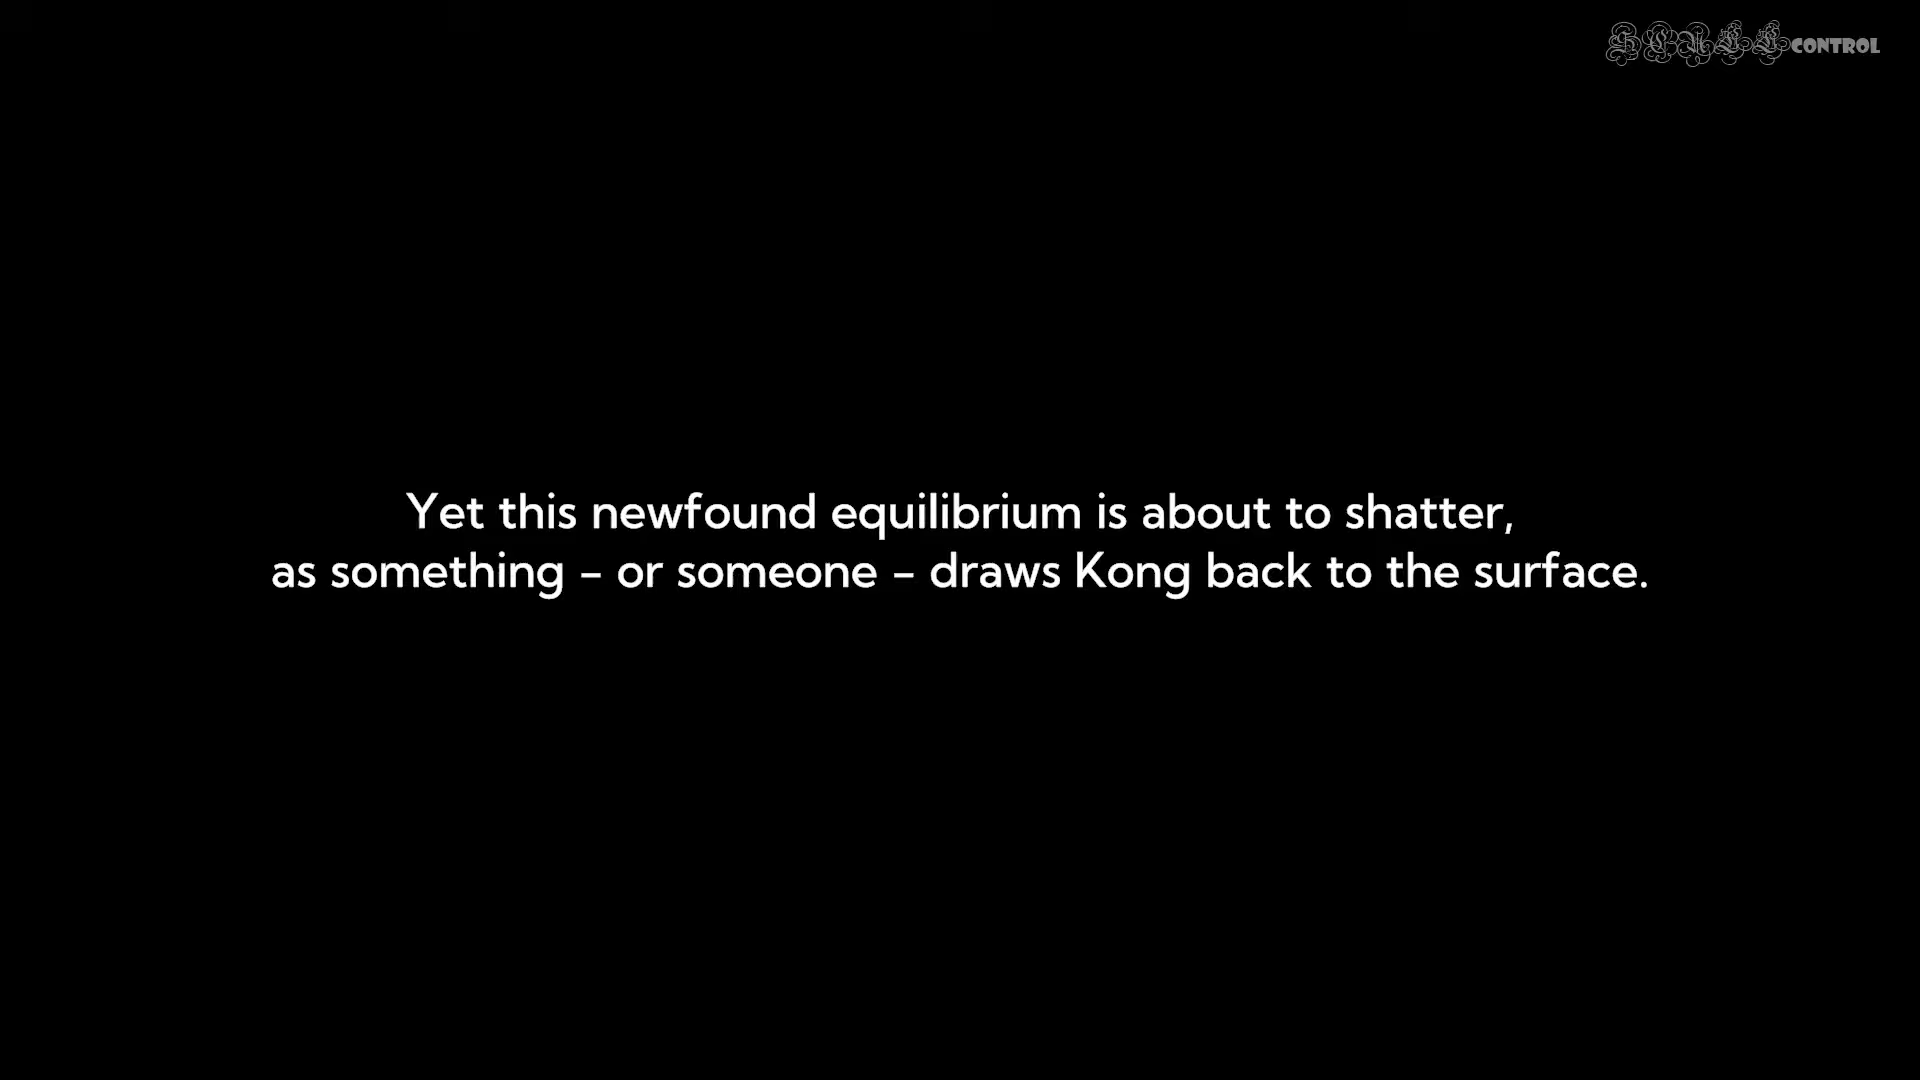 CONTROL
Yet this newfound equilibrium is about to shatter,
as something – or someone – draws Kong back to the surface.